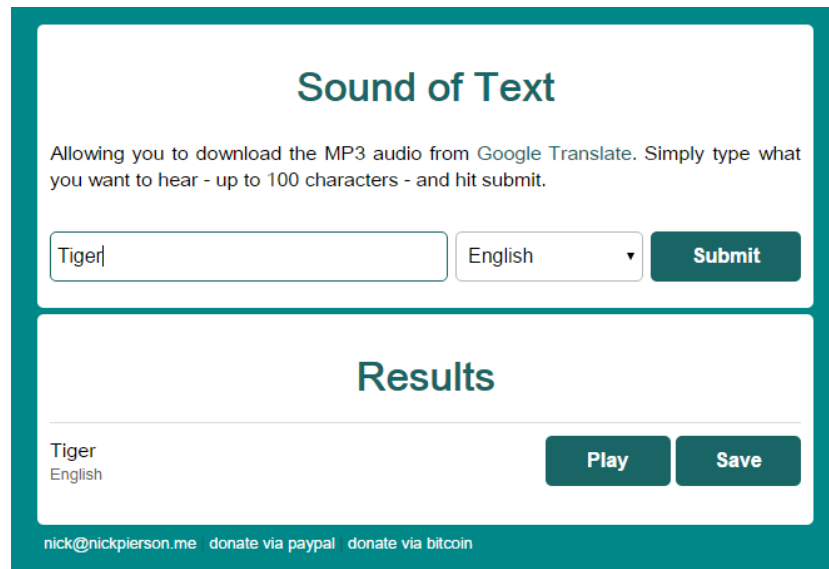 Sound of Text
Allowing you to download the MP3 audio from Google Translate. Simply type what
you want to hear - up to 100 characters - and hit submit.
Tiger English Submit
Results
Tiger
English
Play Save
nick@nickpierson.me | donate via paypal | donate via bitcoin